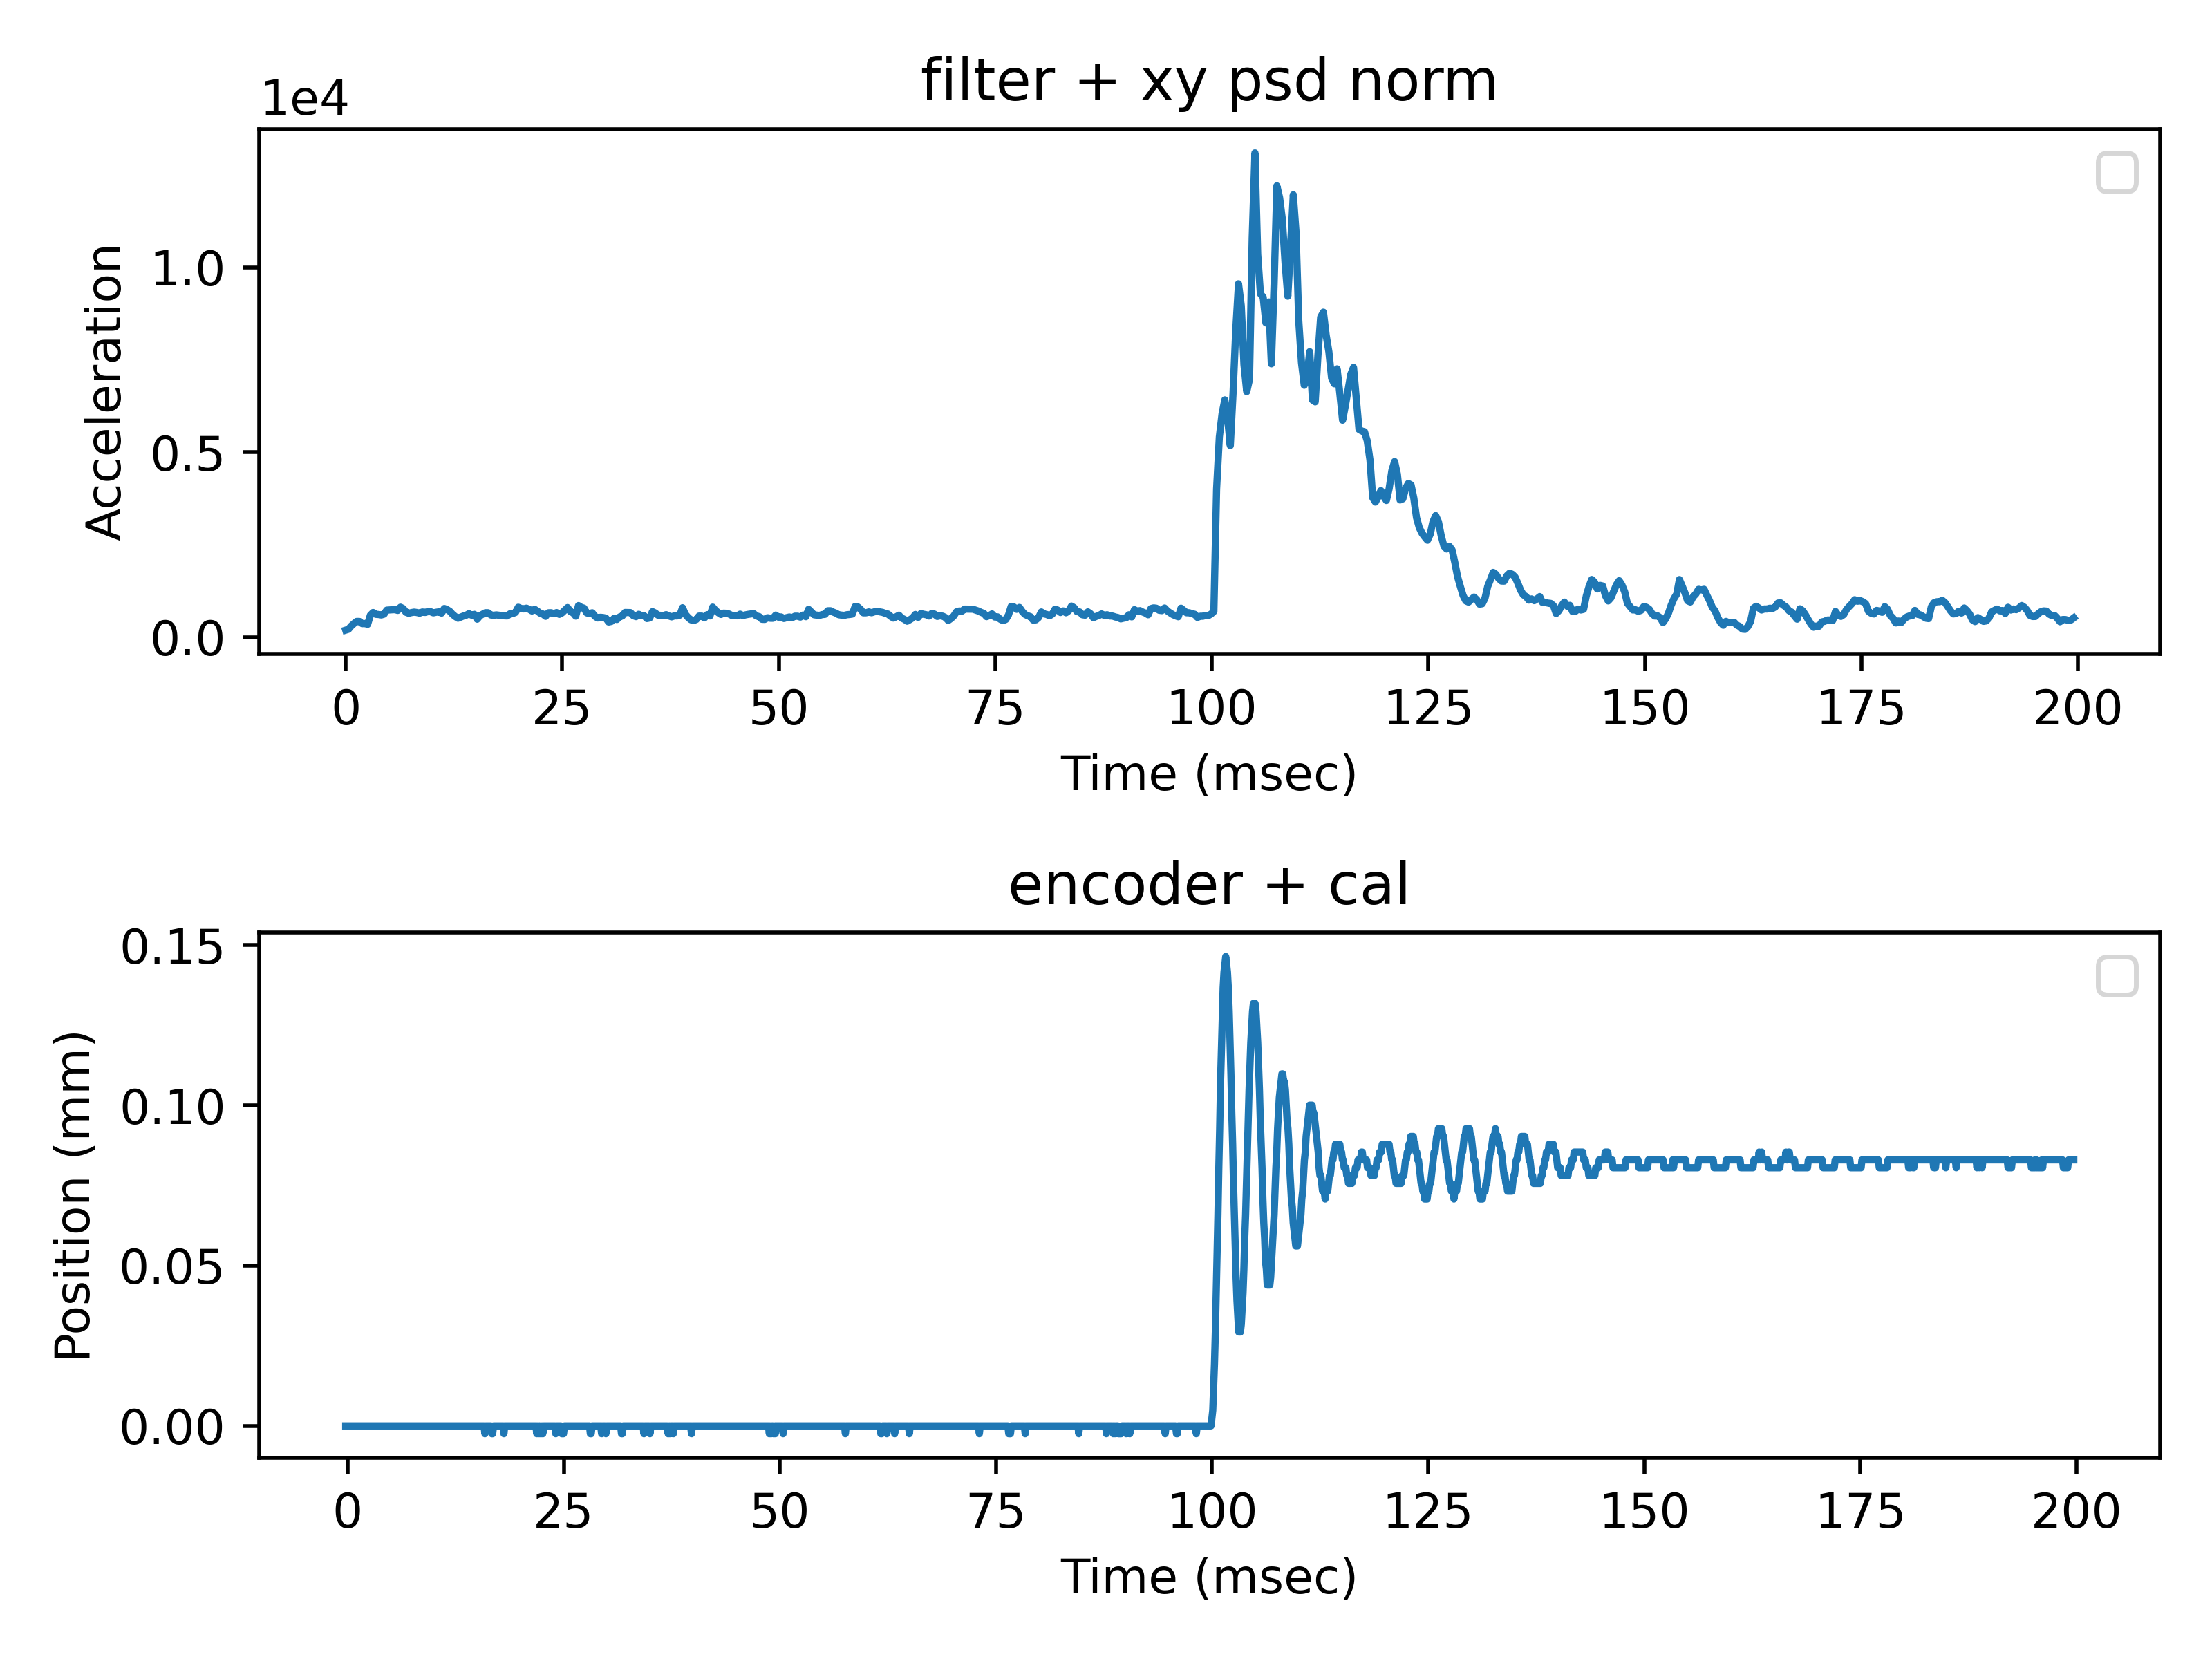 filter + xy psd norm
1e4
1.0
0.5
0.0
Acceleration
0 25 50 75 100 125 150 175 200
Time (msec)
encoder + cal
0.15
0.10
0.05
0.00
Position (mm)
0 25 50 75 100 125 150 175 200
Time (msec)